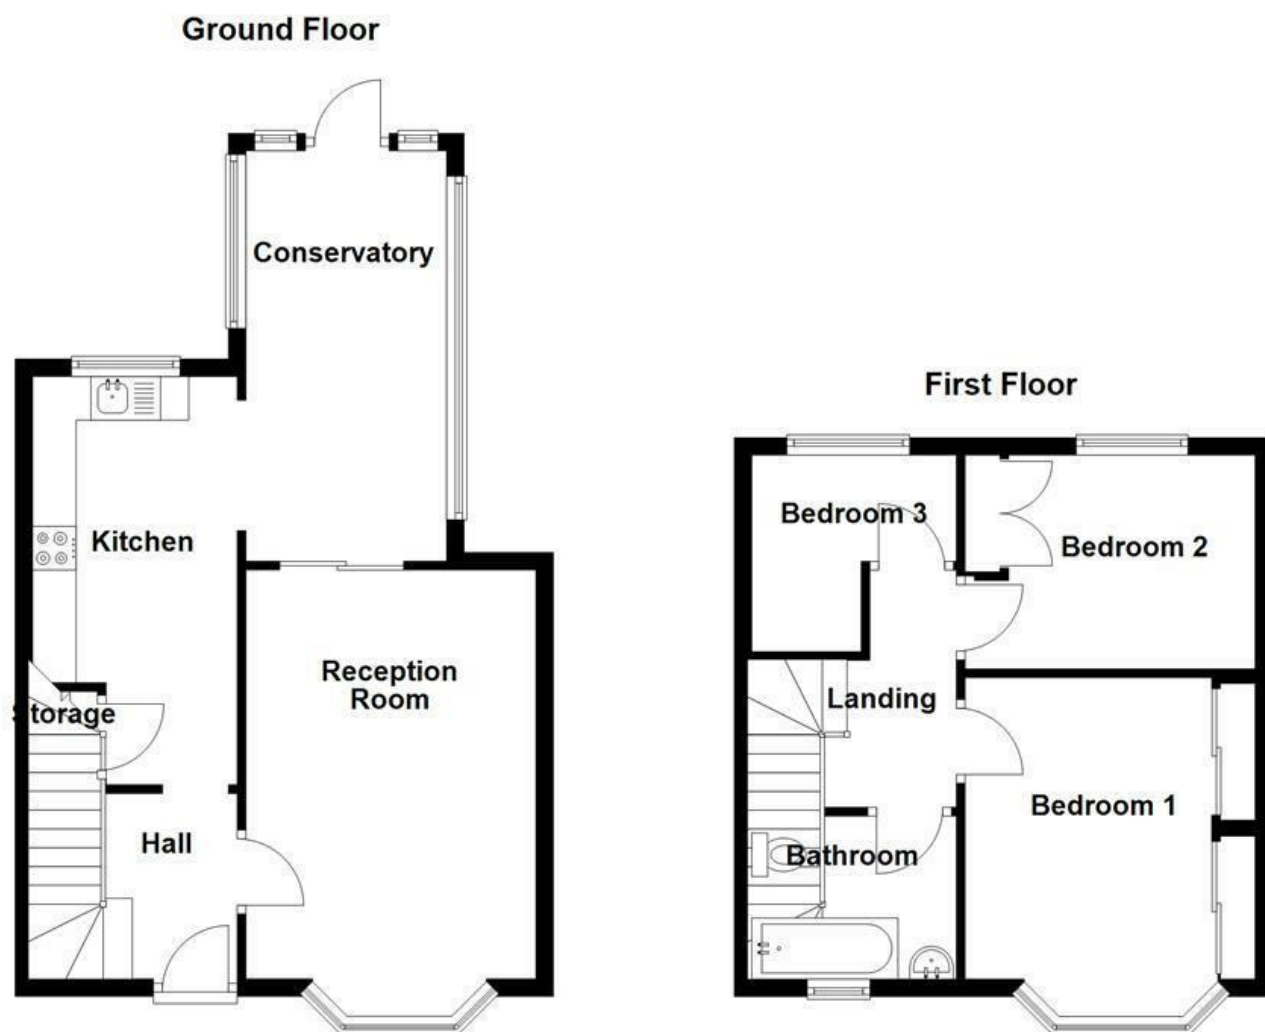 Ground Floor
Conservatory
Kitchen
Reception
Room
Storage
Hall
First Floor
Bedroom 3
Bedroom 2
Landing
Bedroom 1
Bathroom